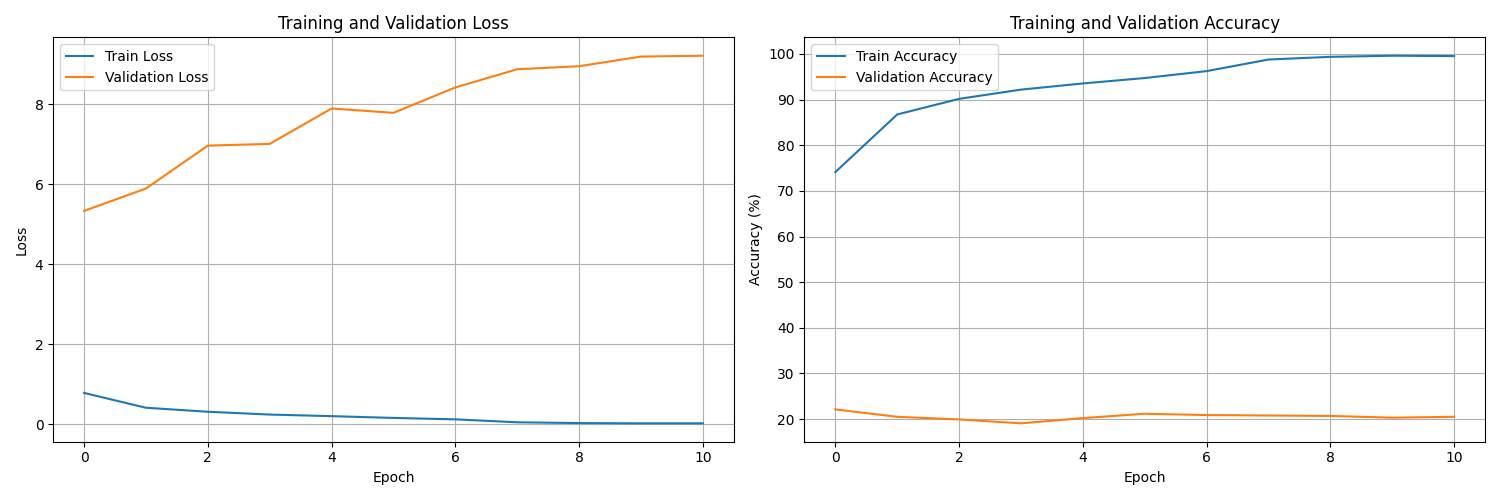 Training and Validation Loss
Train Loss
Validation Loss
8
6
4
2
0
Loss
0 2 4 6 8 10
Epoch
Training and Validation Accuracy
Train Accuracy
Validation Accuracy
100
90
80
70
60
50
40
30
20
Accuracy (%)
0 2 4 6 8 10
Epoch